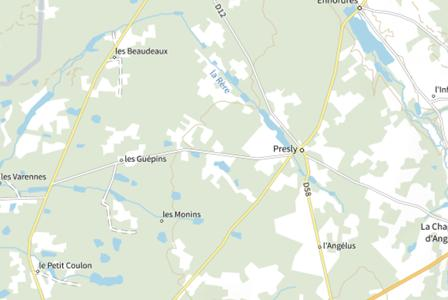 Ennordres
D12
les Beaudeaux
la Rère
l'Inf
Presly
les Guépins
les Varennes
D58
les Monins
La Cha
d'Ang
l'Angélus
le Petit Coulon